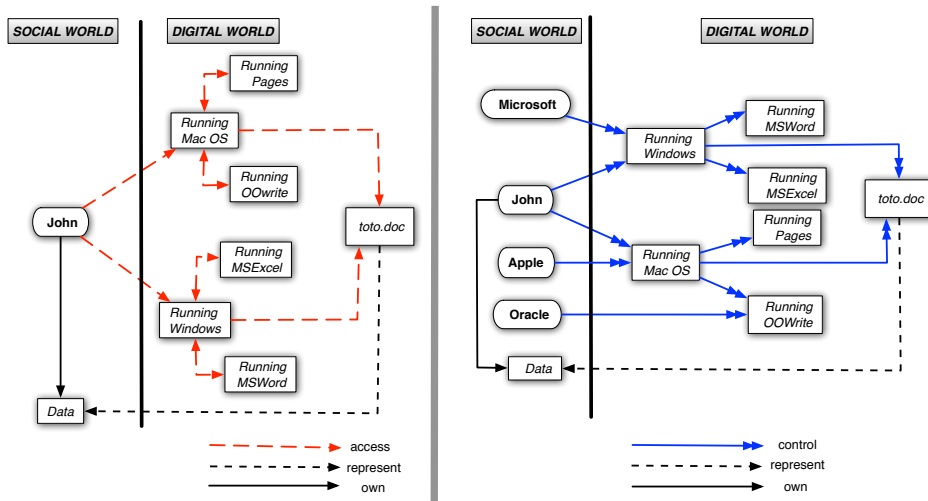 SOCIAL WORLD
DIGITAL WORLD
Running
Pages
Running
Mac OS
Running
OOwrite
John
toto.doc
Running
MSExcel
Running
Windows
Running
MSWord
Data
access
represent
own
SOCIAL WORLD
DIGITAL WORLD
Microsoft
Running
MSWord
Running
Windows
Running
MSExcel
John
toto.doc
Running
Pages
Apple
Running
Mac OS
Oracle
Running
OOWrite
Data
control
represent
own